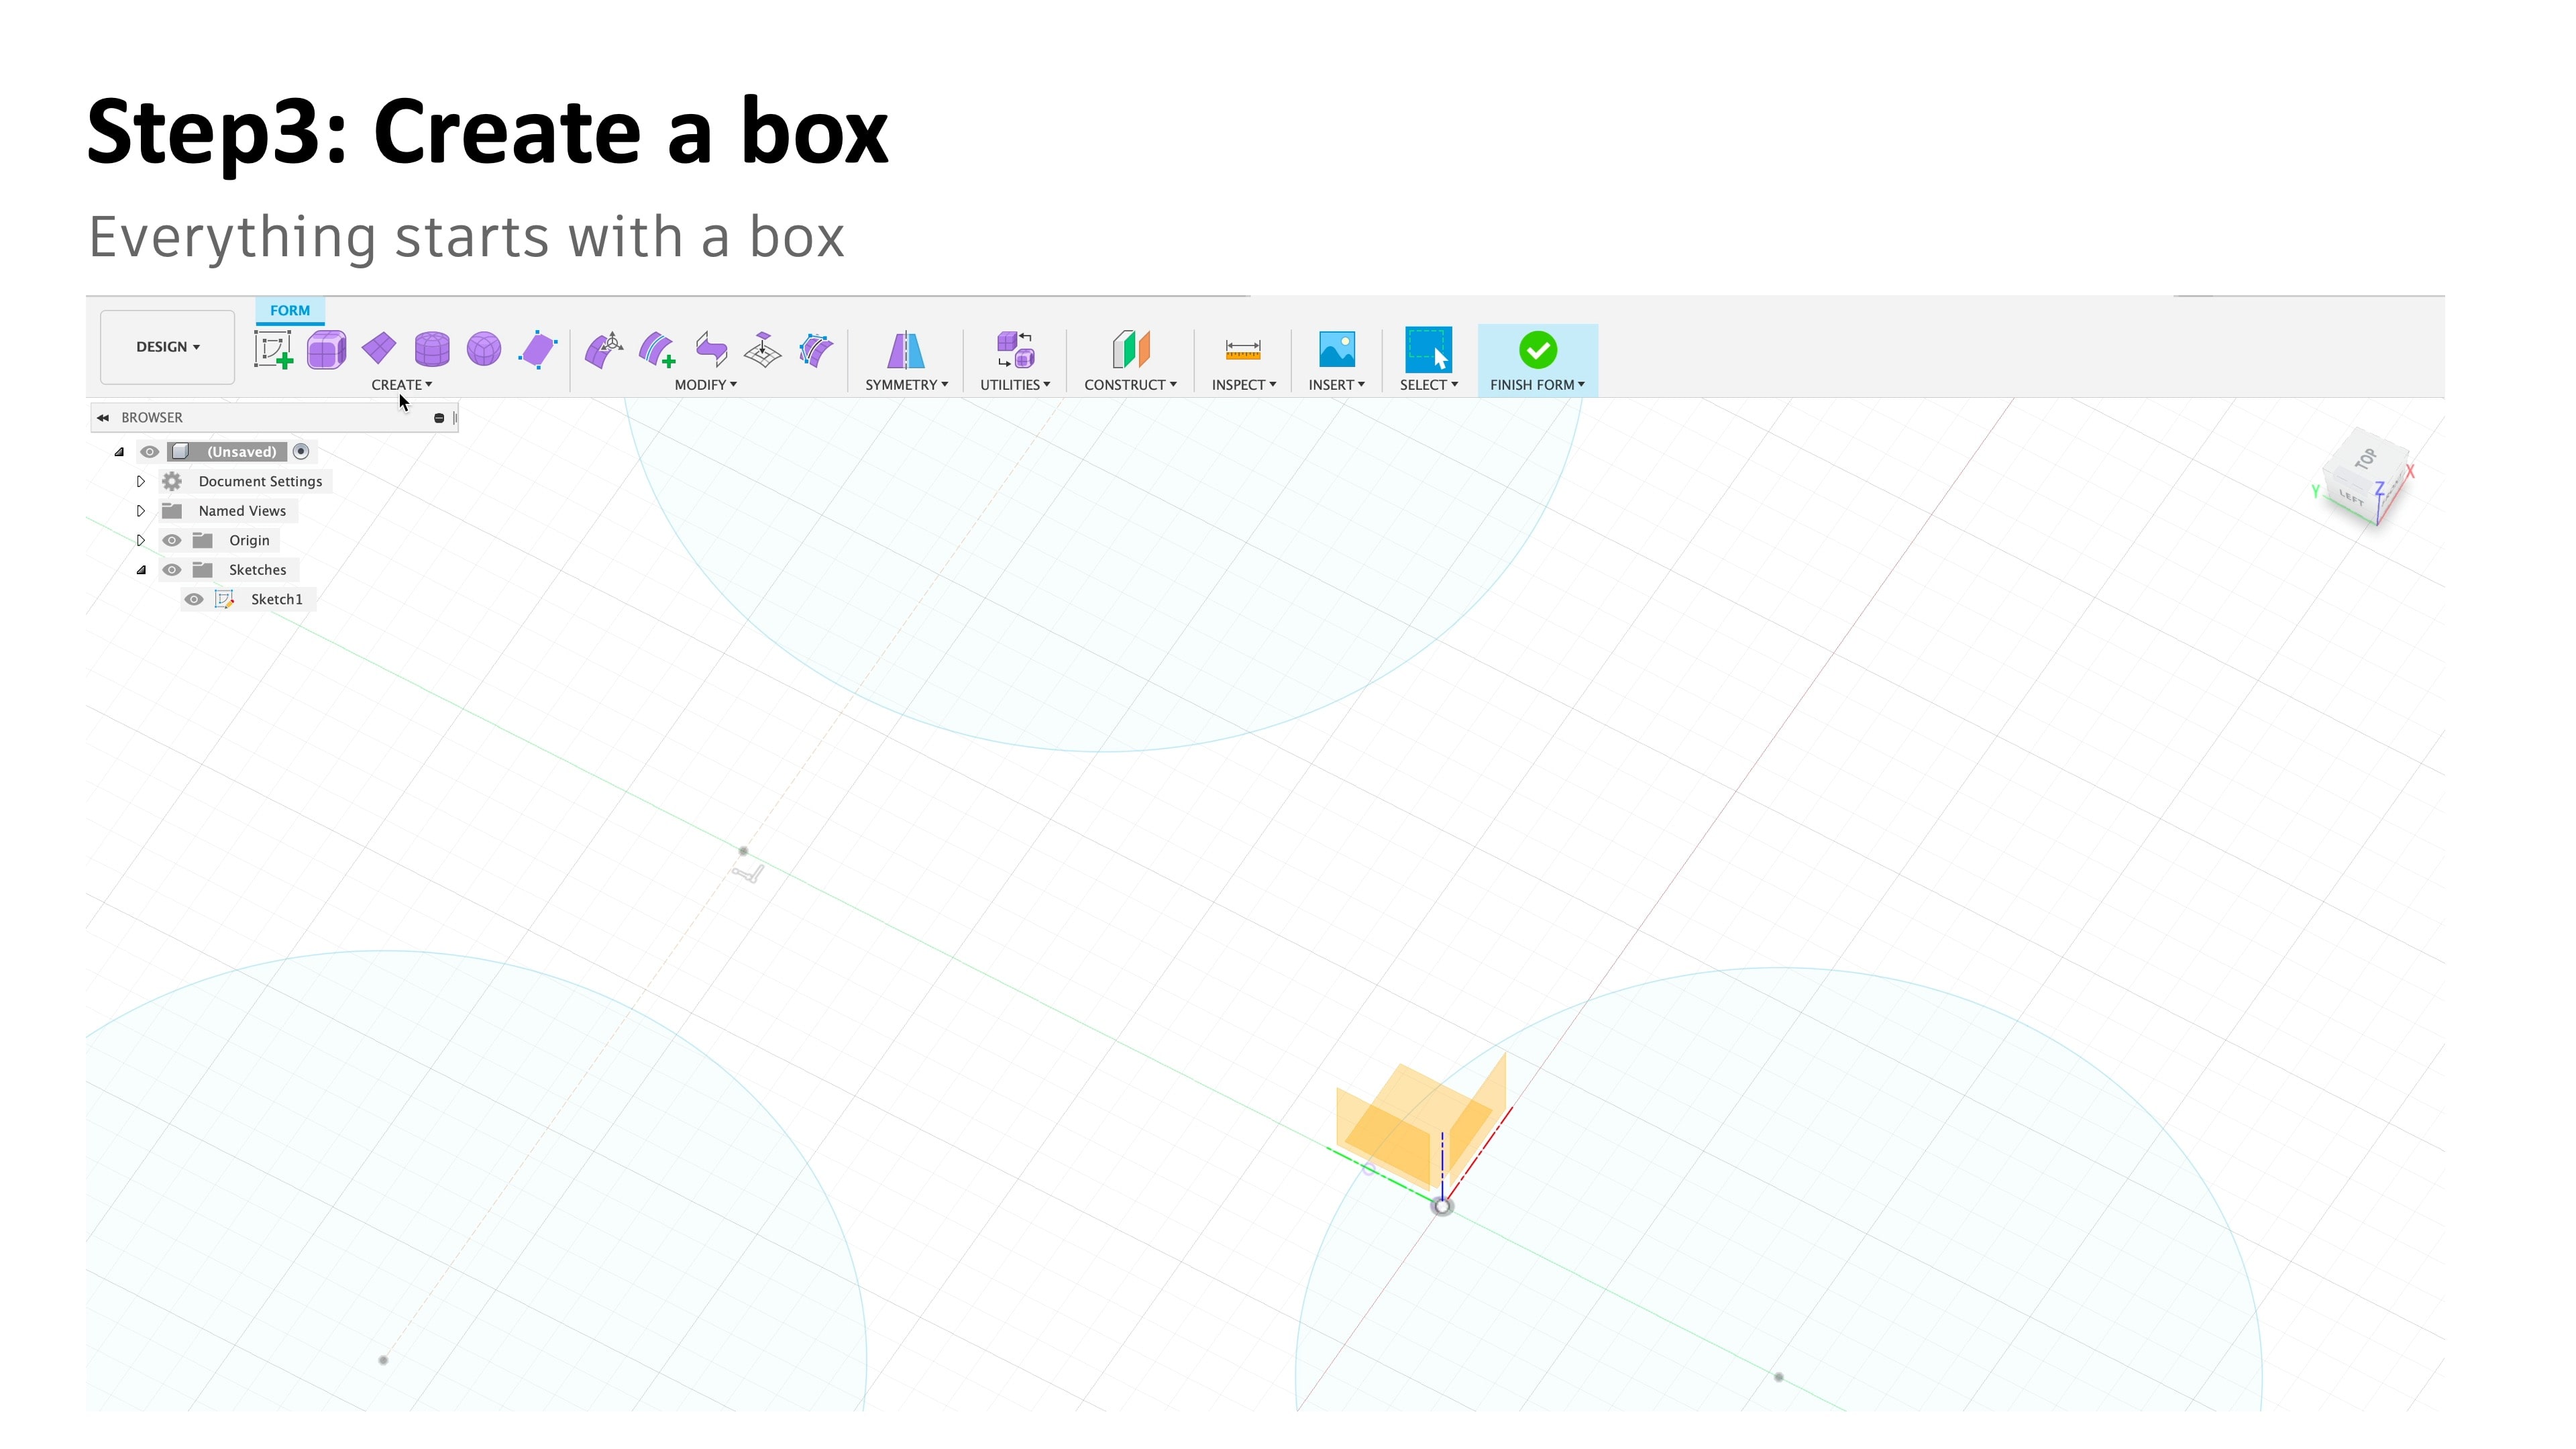 Step3: Create a box
Everything starts with a box
FORM
DESIGN
CREATE
MODIFY
SYMMETRY
UTILITIES
CONSTRUCT
INSPECT
INSERT
SELECT
FINISH FORM
BROWSER
(Unsaved)
Document Settings
Named Views
Origin
Sketches
Sketch1
TOP
LEFT
X
Y
Z